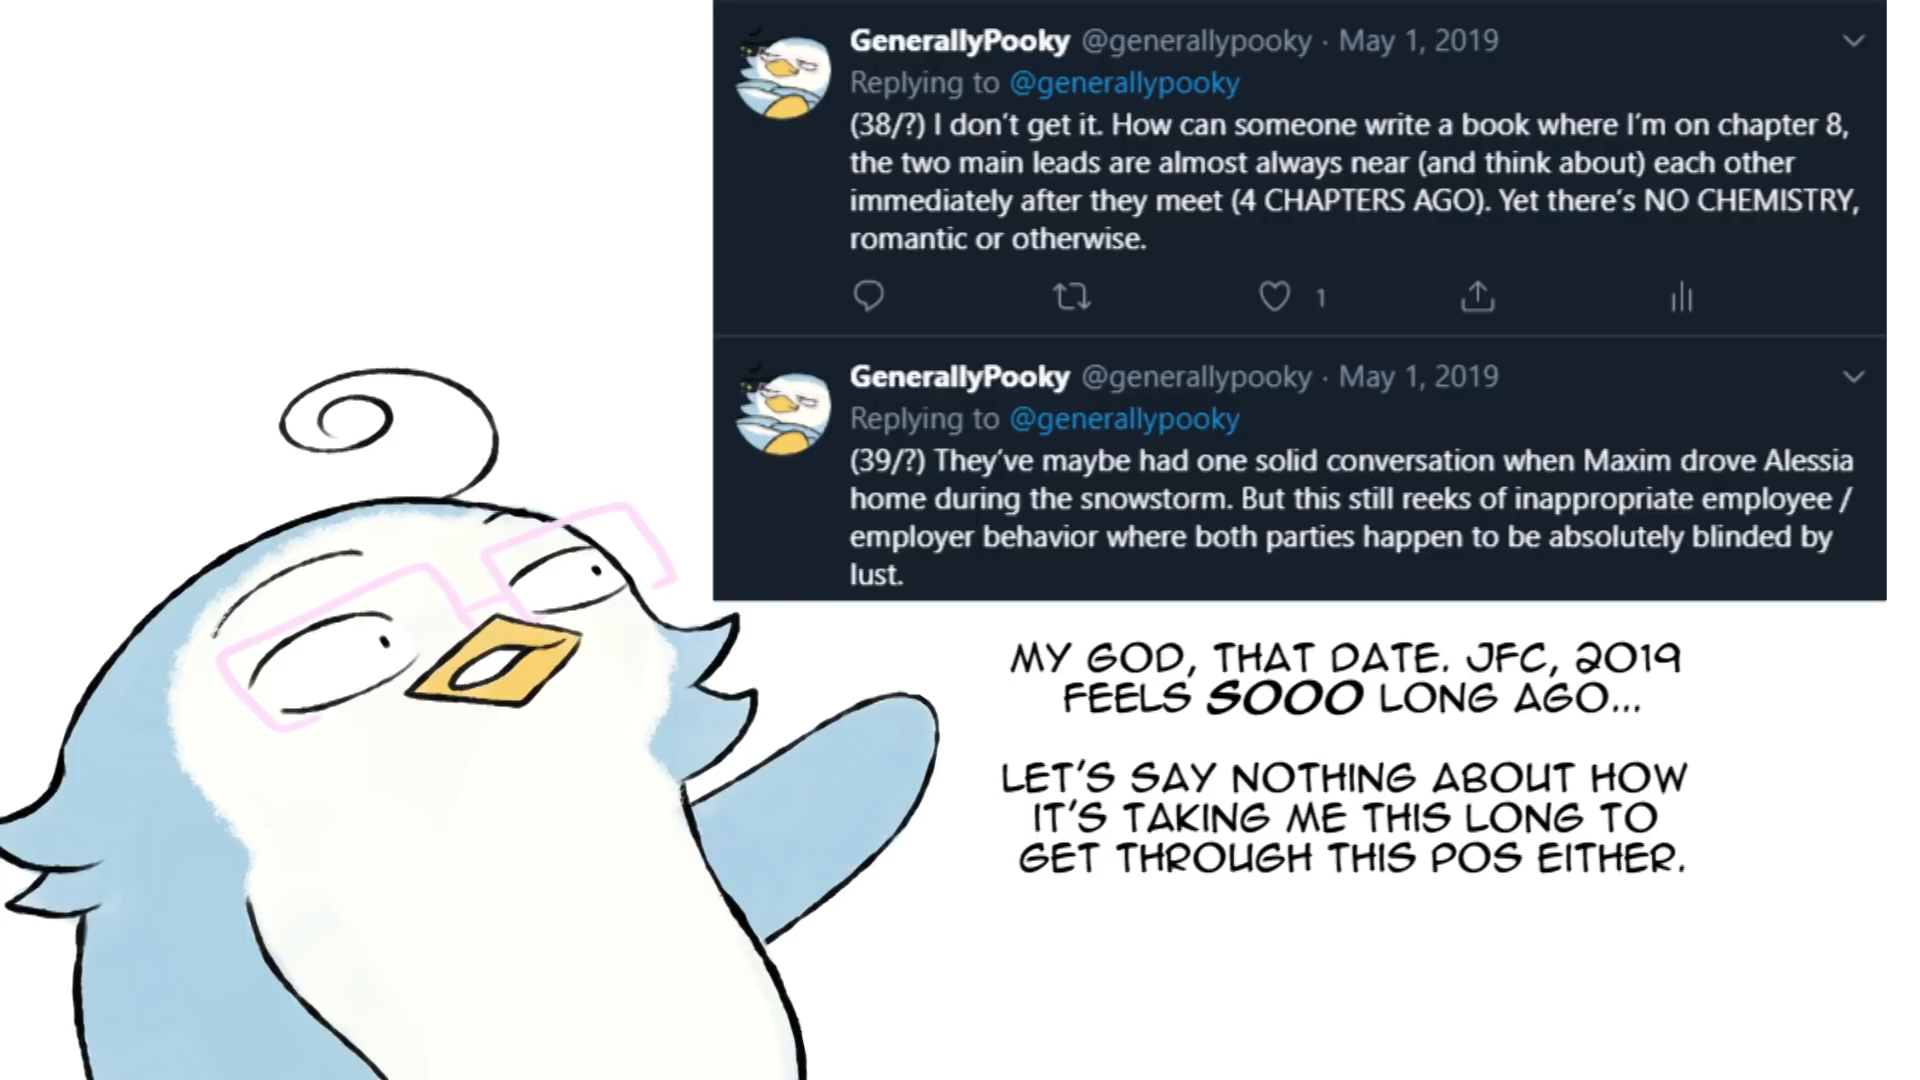 GenerallyPooky @generallypooky · May 1, 2019
Replying to @generallypooky
(38/?) I don't get it. How can someone write a book where I'm on chapter 8,
the two main leads are almost always near (and think about) each other
immediately after they meet (4 CHAPTERS AGO). Yet there's NO CHEMISTRY,
romantic or otherwise.
1
GenerallyPooky @generallypooky · May 1, 2019
Replying to @generallypooky
(39/?) They've maybe had one solid conversation when Maxim drove Alessia
home during the snowstorm. But this still reeks of inappropriate employee /
employer behavior where both parties happen to be absolutely blinded by
lust.
MY GOD, THAT DATE. JFC, 2019
FEELS SOOO LONG AGO...
LET'S SAY NOTHING ABOUT HOW
IT'S TAKING ME THIS LONG TO
GET THROUGH THIS POS EITHER.